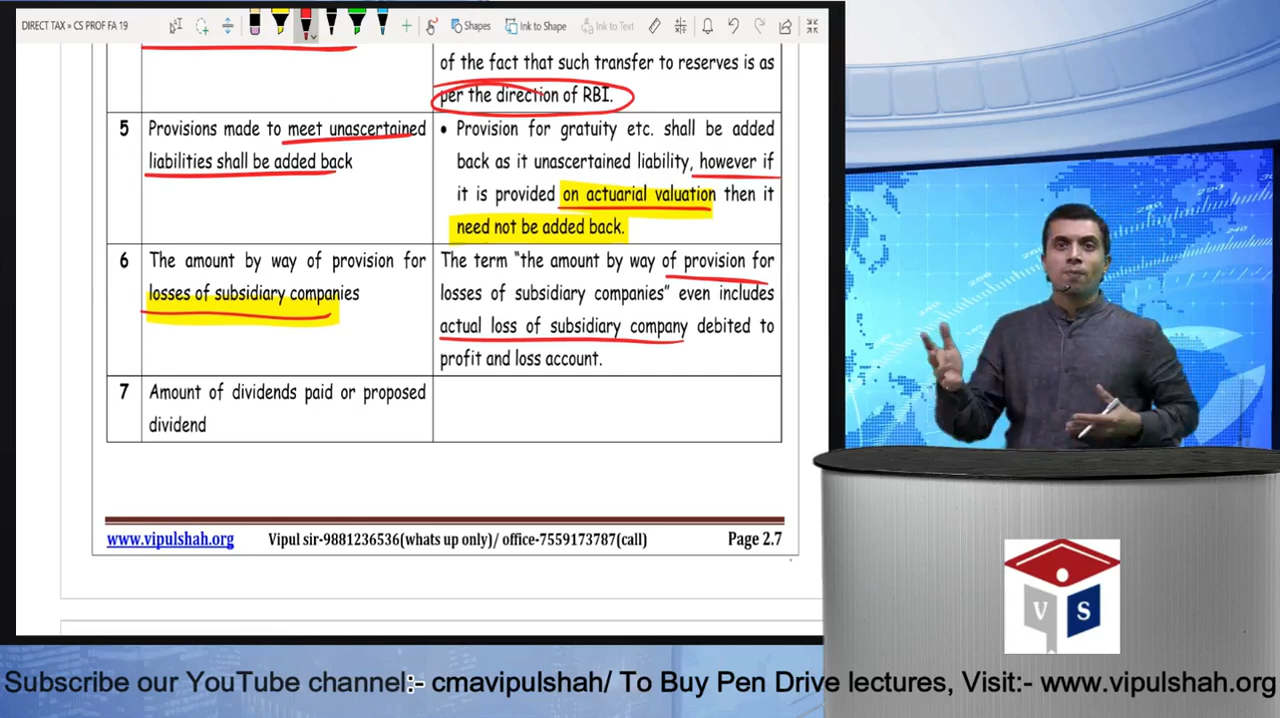 DIRECT TAX » CS PROF FA 19
Shapes
Ink to Shape
Ink to Text
of the fact that such transfer to reserves is as
per the direction of RBI.
5
Provisions made to meet unascertained
liabilities shall be added back
• Provision for gratuity etc. shall be added
back as it unascertained liability, however if
it is provided on actuarial valuation then it
need not be added back.
6
The amount by way of provision for
losses of subsidiary companies
The term "the amount by way of provision for
losses of subsidiary companies" even includes
actual loss of subsidiary company debited to
profit and loss account.
7
Amount of dividends paid or proposed
dividend
www.vipulshah.org
Vipul sir-9881236536(whats up only)/ office-7559173787(call)
Page 2.7
V S
Subscribe our YouTube channel:- cmavipulshah/ To Buy Pen Drive lectures, Visit:- www.vipulshah.org